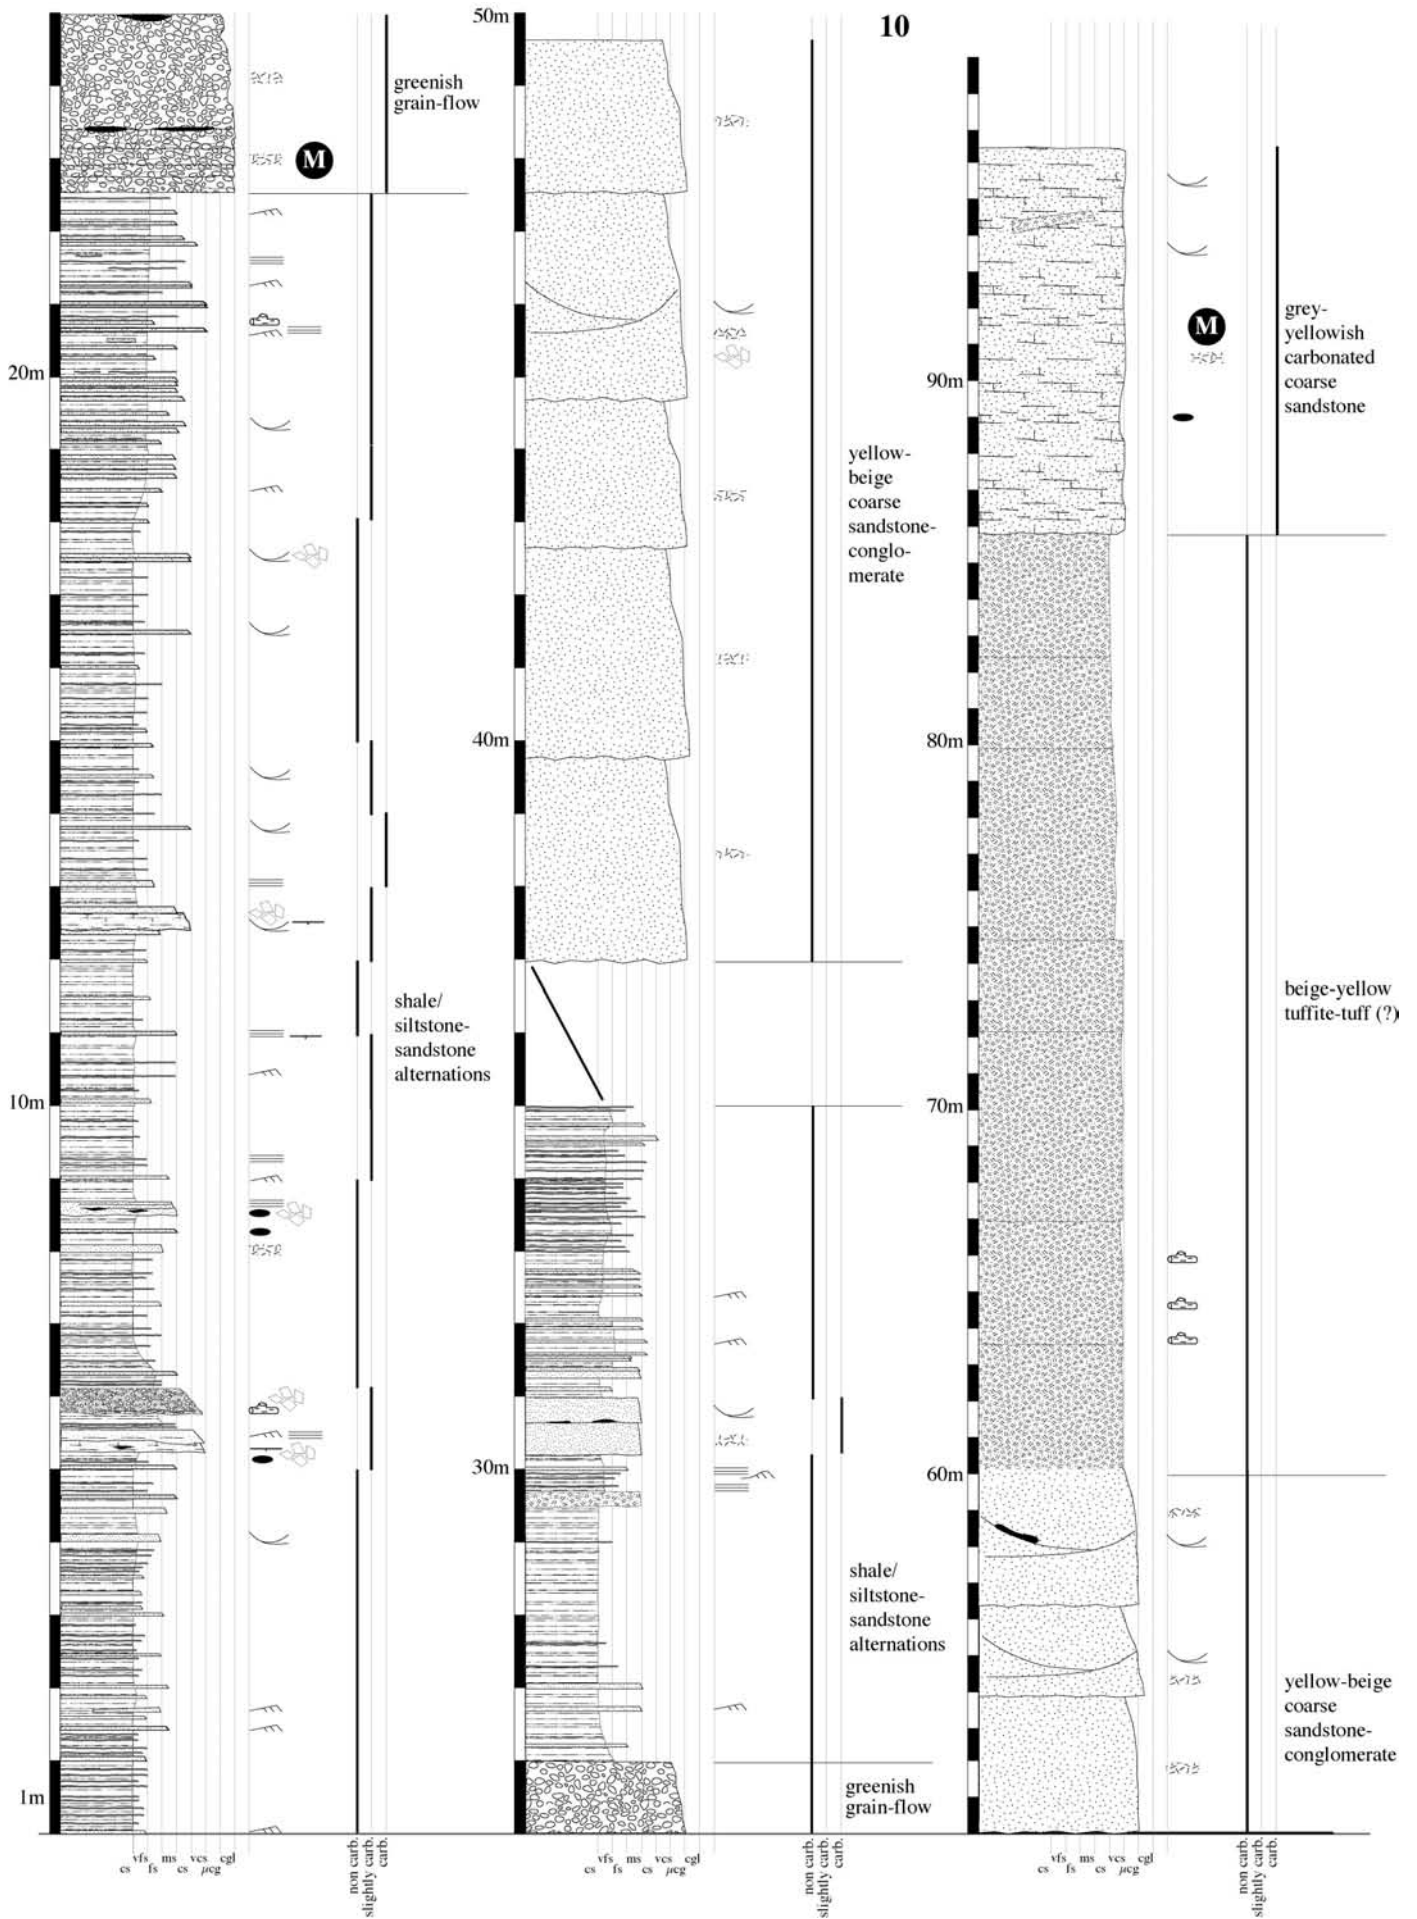 50m
10
greenish
grain-flow
M
20m
10m
1m
shale/
siltstone-
sandstone
alternations
40m
30m
yellow-
beige
coarse
sandstone-
conglo-
merate
shale/
siltstone-
sandstone
alternations
greenish
grain-flow
90m
80m
70m
60m
M
grey-
yellowish
carbonated
coarse
sandstone
beige-yellow
tuffite-tuff (?)
yellow-beige
coarse
sandstone-
conglomerate
cs vfs fs ms cs vcs µcg cgl
non carb.
slightly carb.
carb.
cs vfs fs ms cs vcs µcg cgl
non carb.
slightly carb.
carb.
cs vfs fs ms cs vcs µcg cgl
non carb.
slightly carb.
carb.